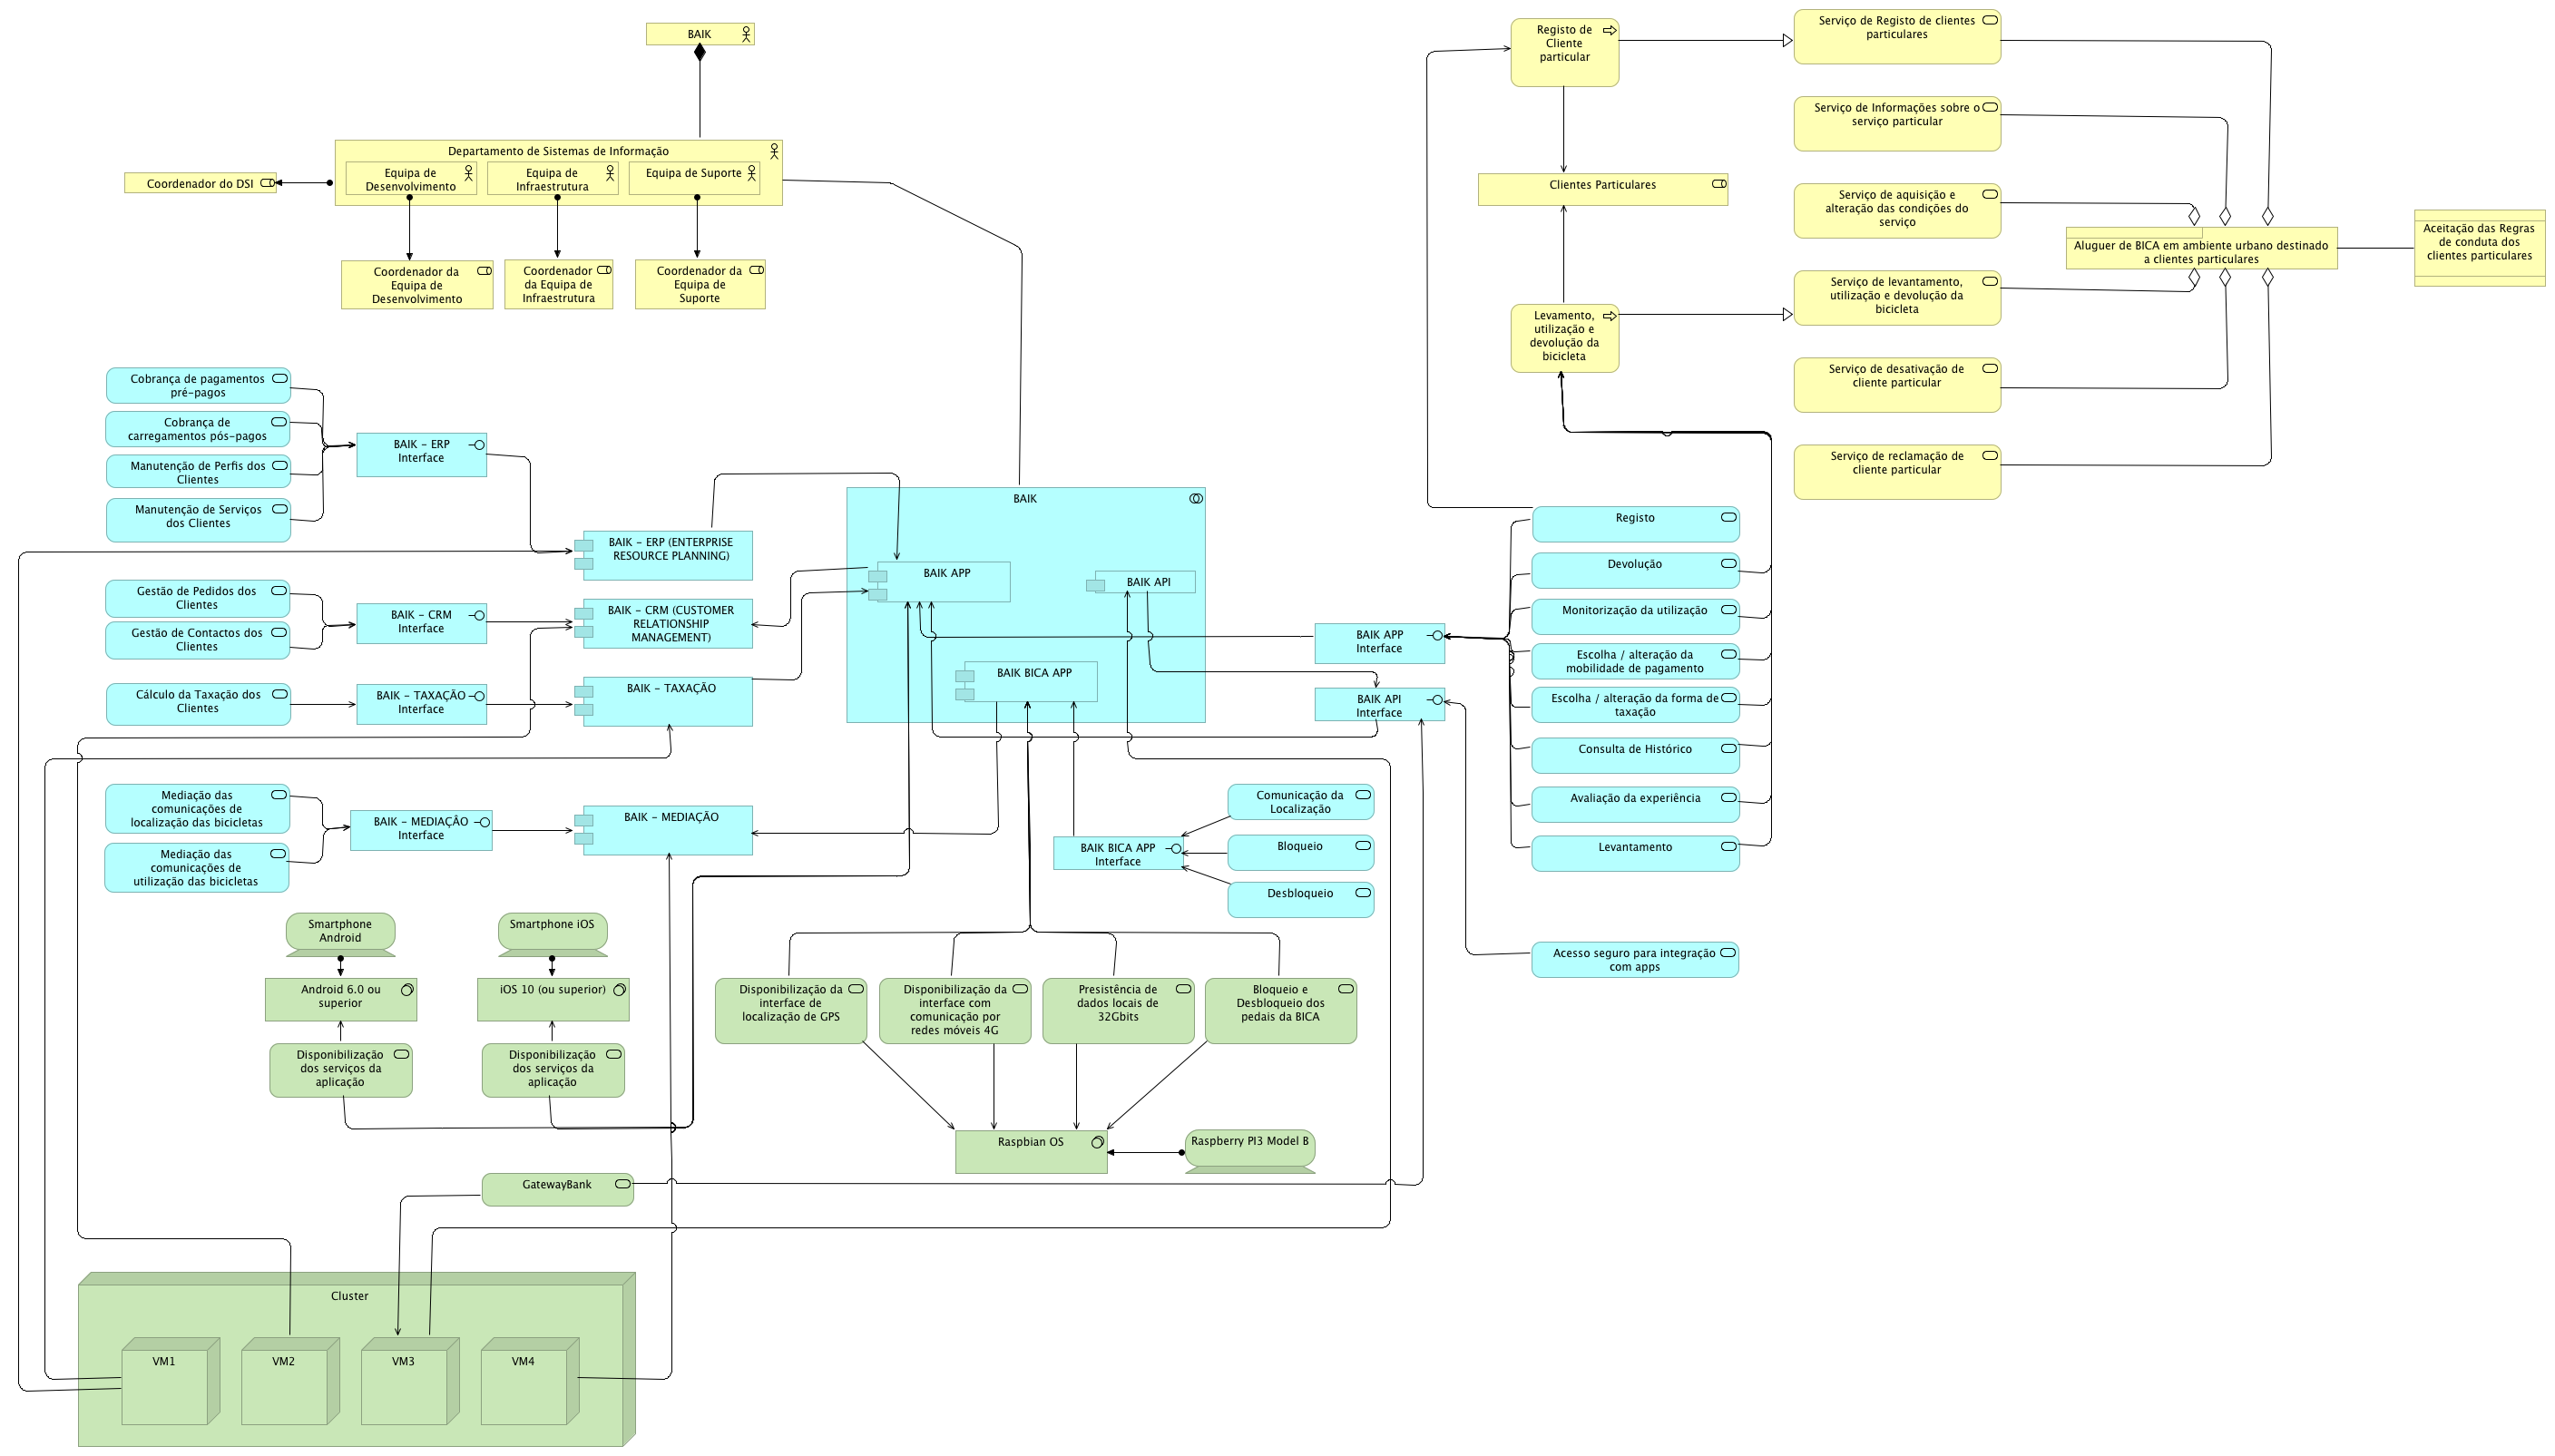 BAIK
Departamento de Sistemas de Informação
Equipa de
Desenvolvimento
Equipa de
Infraestrutura
Equipa de Suporte
Coordenador do DSI
Coordenador da
Equipa de
Desenvolvimento
Coordenador
da Equipa de
Infraestrutura
Coordenador da
Equipa de
Suporte
Registo de
Cliente
particular
Clientes Particulares
Levamento,
utilização e
devolução da
bicicleta
Serviço de Registo de clientes
particulares
Serviço de Informações sobre o
serviço particular
Serviço de aquisição e
alteração das condições do
serviço
Serviço de levantamento,
utilização e devolução da
bicicleta
Serviço de desativação de
cliente particular
Serviço de reclamação de
cliente particular
Aluguer de BICA em ambiente urbano destinado
a clientes particulares
Aceitação das Regras
de conduta dos
clientes particulares
Cobrança de pagamentos
pré-pagos
Cobrança de
carregamentos pós-pagos
Manutenção de Perfis dos
Clientes
Manutenção de Serviços
dos Clientes
BAIK - ERP
Interface
BAIK - ERP (ENTERPRISE
RESOURCE PLANNING)
Gestão de Pedidos dos
Clientes
Gestão de Contactos dos
Clientes
BAIK - CRM
Interface
BAIK - CRM (CUSTOMER
RELATIONSHIP
MANAGEMENT)
Cálculo da Taxação dos
Clientes
BAIK - TAXAÇÃO
Interface
BAIK - TAXAÇÃO
Mediação das
comunicações de
localização das bicicletas
Mediação das
comunicações de
utilização das bicicletas
BAIK - MEDIAÇÂO
Interface
BAIK - MEDIAÇÃO
BAIK
BAIK APP
BAIK API
BAIK BICA APP
BAIK APP
Interface
BAIK API
Interface
BAIK BICA APP
Interface
Comunicação da
Localização
Bloqueio
Desbloqueio
Registo
Devolução
Monitorização da utilização
Escolha / alteração da
mobilidade de pagamento
Escolha / alteração da forma de
taxação
Consulta de Histórico
Avaliação da experiência
Levantamento
Acesso seguro para integração
com apps
Smartphone
Android
Smartphone iOS
Android 6.0 ou
superior
iOS 10 (ou superior)
Disponibilização
dos serviços da
aplicação
Disponibilização
dos serviços da
aplicação
Disponibilização da
interface de
localização de GPS
Disponibilização da
interface com
comunicação por
redes móveis 4G
Presistência de
dados locais de
32Gbits
Bloqueio e
Desbloqueio dos
pedais da BICA
Raspbian OS
Raspberry PI3 Model B
GatewayBank
Cluster
VM1
VM2
VM3
VM4